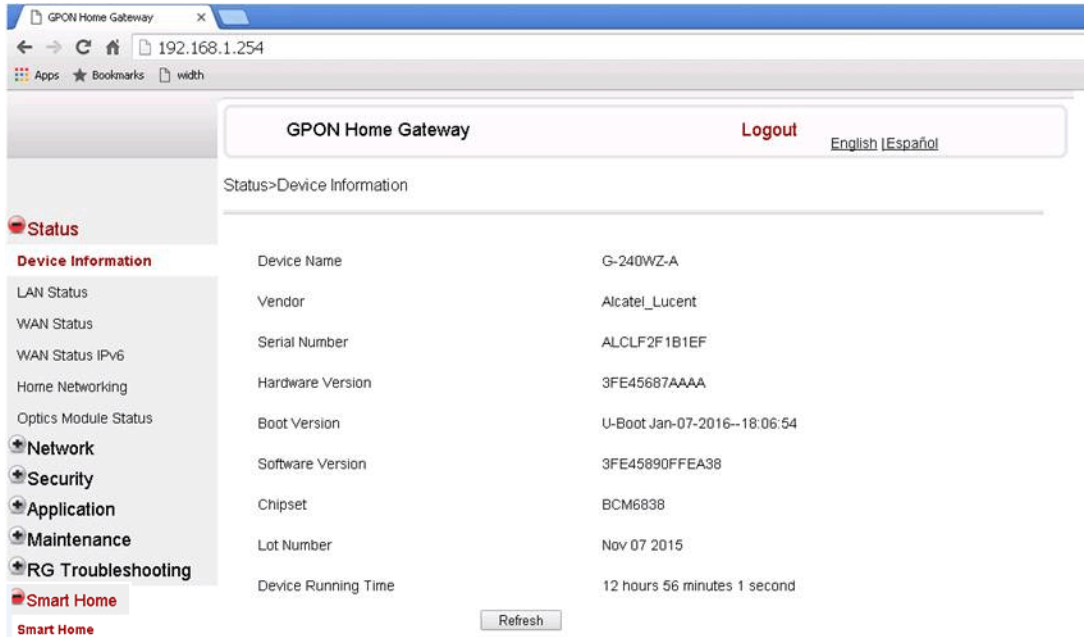 GPON Home Gateway
192.168.1.254
Apps Bookmarks width
GPON Home Gateway Logout English | Español
Status>Device Information
Status
Device Information
LAN Status
WAN Status
WAN Status IPv6
Home Networking
Optics Module Status
Network
Security
Application
Maintenance
RG Troubleshooting
Smart Home
Smart Home
Device Name G-240WZ-A
Vendor Alcatel_Lucent
Serial Number ALCLF2F1B1EF
Hardware Version 3FE45687AAAA
Boot Version U-Boot Jan-07-2016--18:06:54
Software Version 3FE45890FFEA38
Chipset BCM6838
Lot Number Nov 07 2015
Device Running Time 12 hours 56 minutes 1 second
Refresh